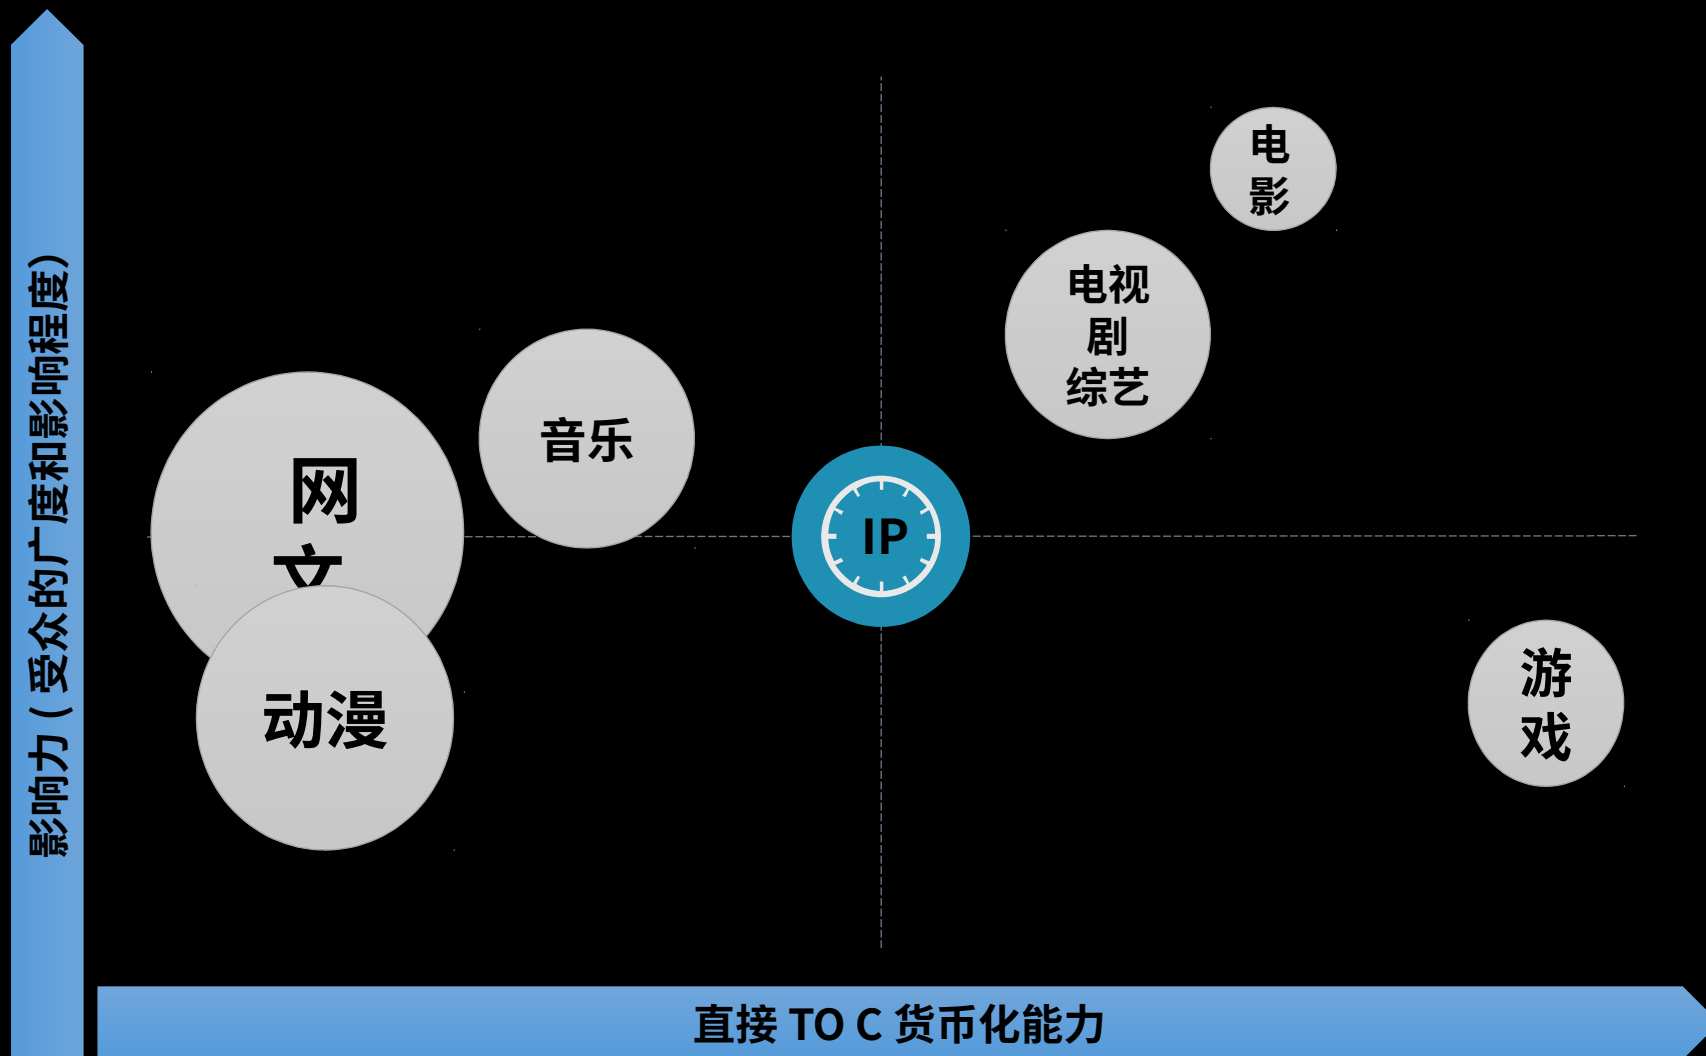 影响力 ( 受众的广度和影响程度）
电
影
电视
剧
综艺
音乐
网
文
IP
动漫
游
戏
直接 TO C 货币化能力